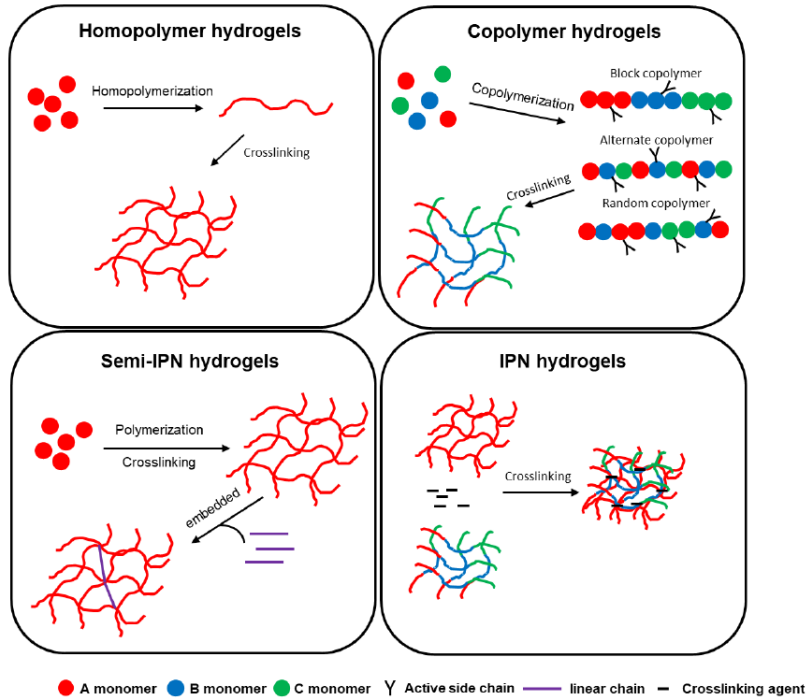 Homopolymer hydrogels
Homopolymerization
Crosslinking
Copolymer hydrogels
Copolymerization
Block copolymer
Alternate copolymer
Crosslinking
Random copolymer
Semi-IPN hydrogels
Polymerization
Crosslinking
embedded
IPN hydrogels
Crosslinking
A monomer B monomer C monomer Active side chain linear chain Crosslinking agent